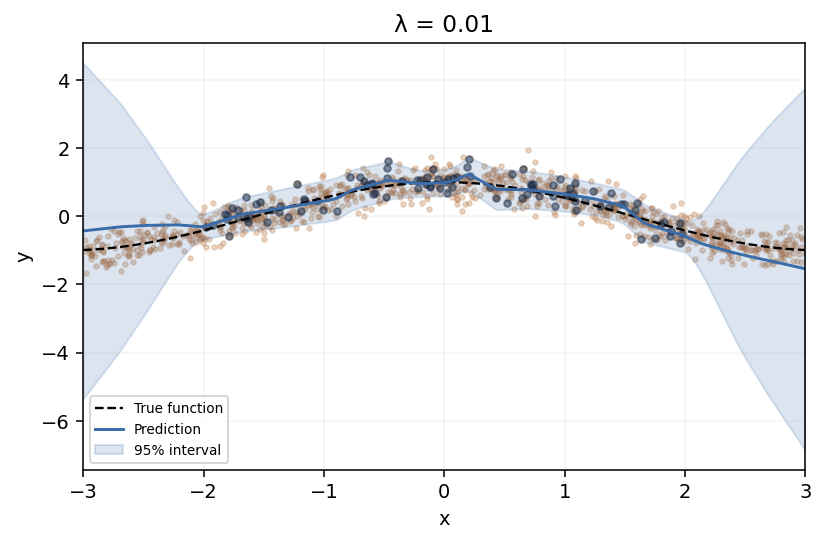 λ = 0.01
y
4
2
0
−2
−4
−6
True function
Prediction
95% interval
−3 −2 −1 0 1 2 3
x